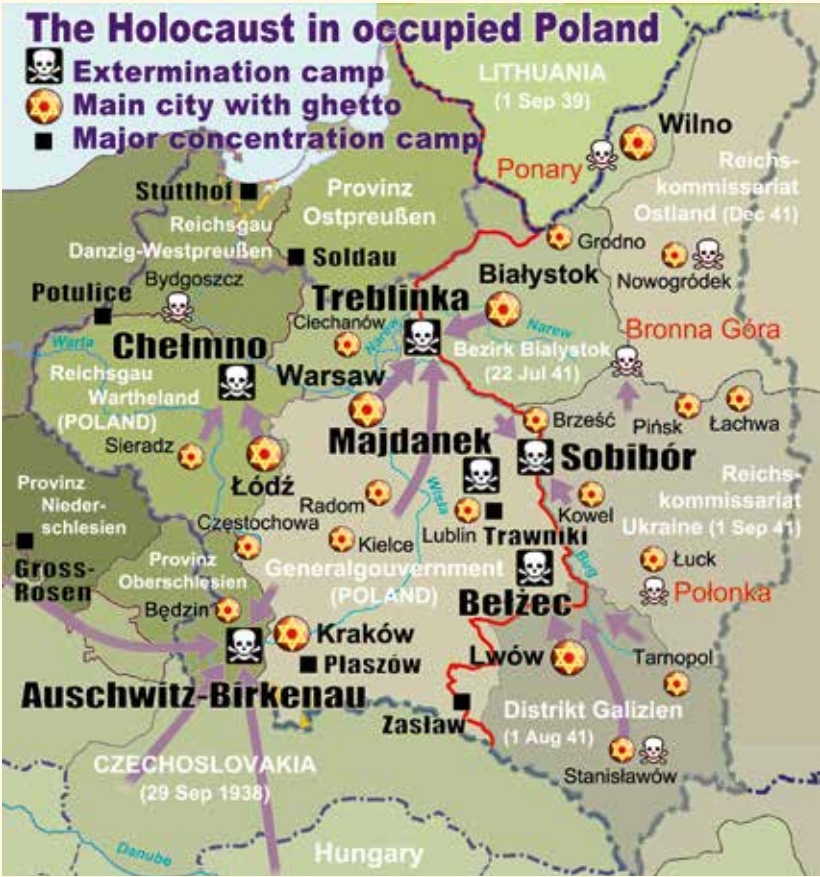 The Holocaust in occupied Poland
Extermination camp
Main city with ghetto
Major concentration camp
LITHUANIA
(1 Sep 39)
Wilno
Ponary
Reichs-
kommissariat
Ostland (Dec 41)
Stutthof
Provinz
Ostpreußen
Reichsgau
Danzig-Westpreußen
Soldau
Grodno
Nowogródek
Bydgoszcz
Potulice
Treblinka
Białystok
Ciechanów
Narew
Narew
Bronna Góra
Warta
Chełmno
Bezirk Bialystok
(22 Jul 41)
Reichsgau
Wartheland
(POLAND)
Warsaw
Brześć
Pińsk
Łachwa
Sieradz
Majdanek
Sobibór
Łódź
Provinz
Nieder-
schlesien
Radom
Wisła
Reichs-
kommissariat
Ukraine (1 Sep 41)
Kowel
Częstochowa
Lublin
Trawniki
Kielce
Bug
Łuck
Gross-
Rosen
Provinz
Oberschlesien
Generalgouvernment
(POLAND)
Połonka
Będzin
Bełżec
Kraków
Płaszów
Lwów
Tarnopol
Auschwitz-Birkenau
Zasław
Distrikt Galizien
(1 Aug 41)
Stanisławów
CZECHOSLOVAKIA
(29 Sep 1938)
Danube
Hungary